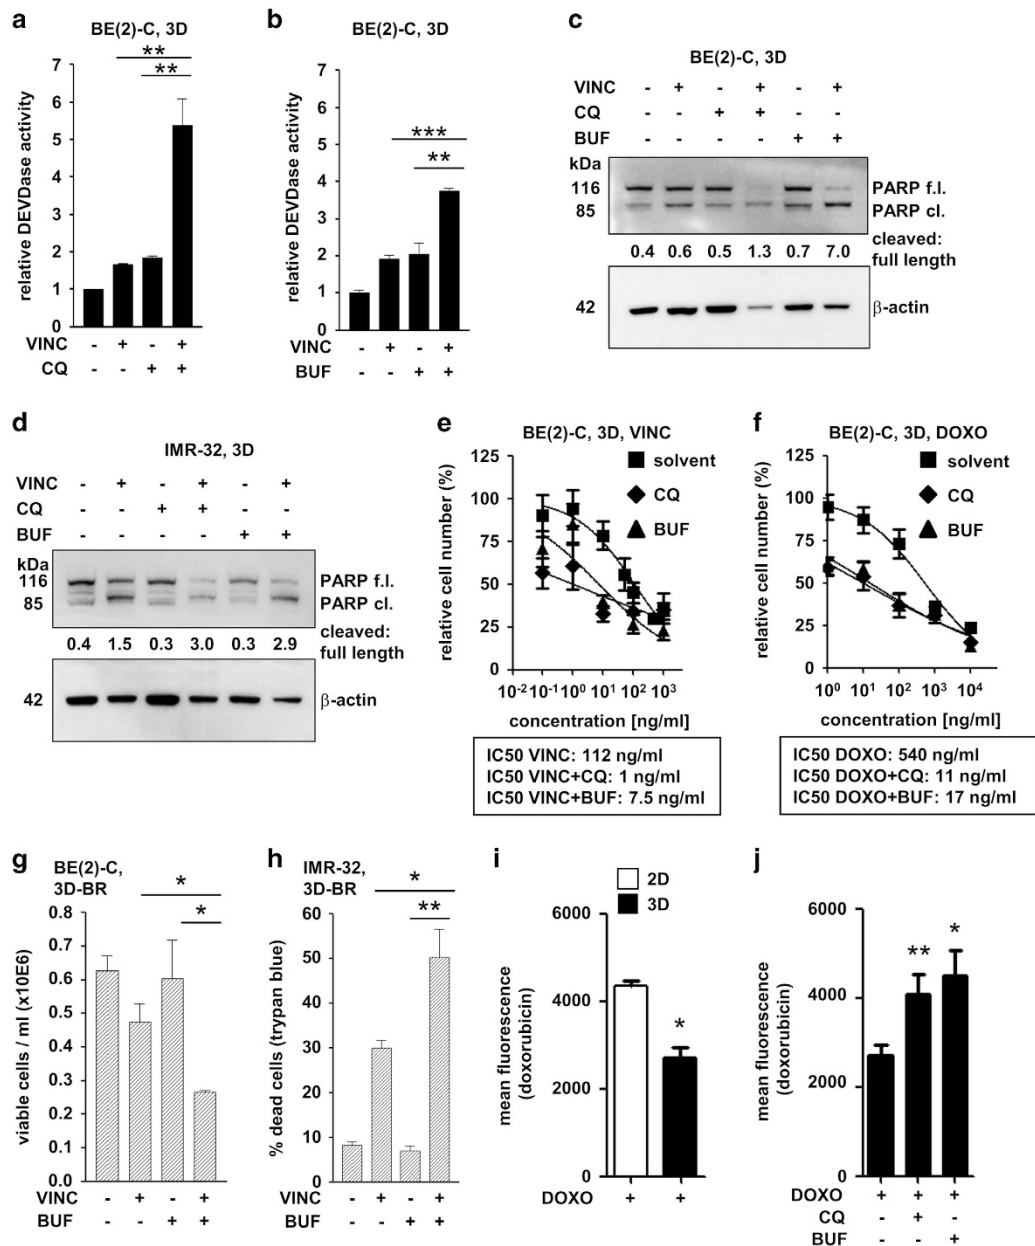 a
BE(2)-C, 3D
** 
**
relative DEVDase activity
7
6
5
4
3
2
1
0
VINC - + - +
CQ - - + +
b
BE(2)-C, 3D
***
**
relative DEVDase activity
7
6
5
4
3
2
1
0
VINC - + - +
BUF - - + +
c
BE(2)-C, 3D
VINC - + - + - +
CQ - - + + - -
BUF - - - - + +
kDa
116 PARP f.l.
85 PARP cl.
0.4 0.6 0.5 1.3 0.7 7.0 cleaved:
full length
42 β-actin
d
IMR-32, 3D
VINC - + - + - +
CQ - - + + - -
BUF - - - - + +
kDa
116 PARP f.l.
85 PARP cl.
cleaved:
0.4 1.5 0.3 3.0 0.3 2.9 full length
42 β-actin
e
BE(2)-C, 3D, VINC
solvent
CQ
BUF
relative cell number (%)
125
100
75
50
25
0
10⁻² 10⁻¹ 10⁰ 10¹ 10² 10³
concentration [ng/ml]
IC50 VINC: 112 ng/ml
IC50 VINC+CQ: 1 ng/ml
IC50 VINC+BUF: 7.5 ng/ml
f
BE(2)-C, 3D, DOXO
solvent
CQ
BUF
relative cell number (%)
125
100
75
50
25
0
10⁰ 10¹ 10² 10³ 10⁴
concentration [ng/ml]
IC50 DOXO: 540 ng/ml
IC50 DOXO+CQ: 11 ng/ml
IC50 DOXO+BUF: 17 ng/ml
g
BE(2)-C,
3D-BR
*
*
viable cells / ml (x10E6)
0.8
0.7
0.6
0.5
0.4
0.3
0.2
0.1
0.0
VINC - + - +
BUF - - + +
h
IMR-32,
3D-BR
*
**
% dead cells (trypan blue)
60
50
40
30
20
10
0
VINC - + - +
BUF - - + +
i
2D
3D
mean fluorescence
(doxorubicin)
6000
4000
2000
0
*
DOXO + +
j
mean fluorescence
(doxorubicin)
6000
4000
2000
0
**
*
DOXO + + +
CQ - + -
BUF - - +